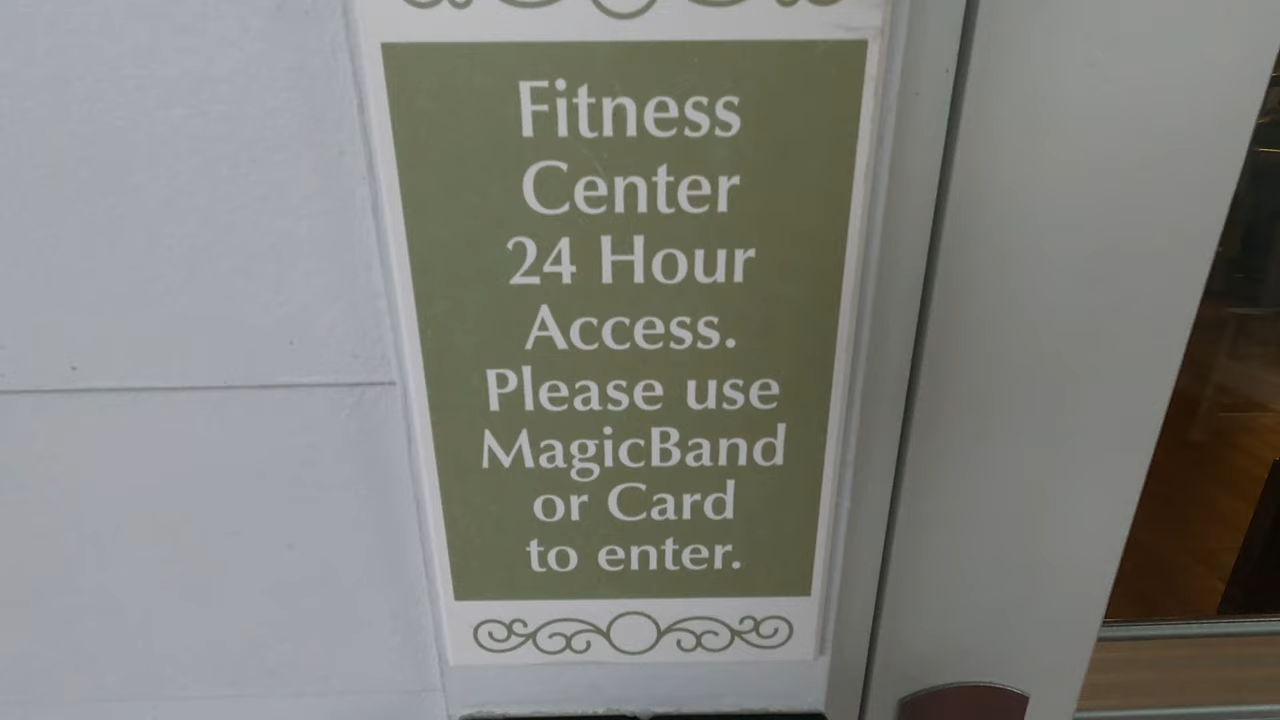 Fitness
Center
24 Hour
Access.
Please use
MagicBand
or Card
to enter.